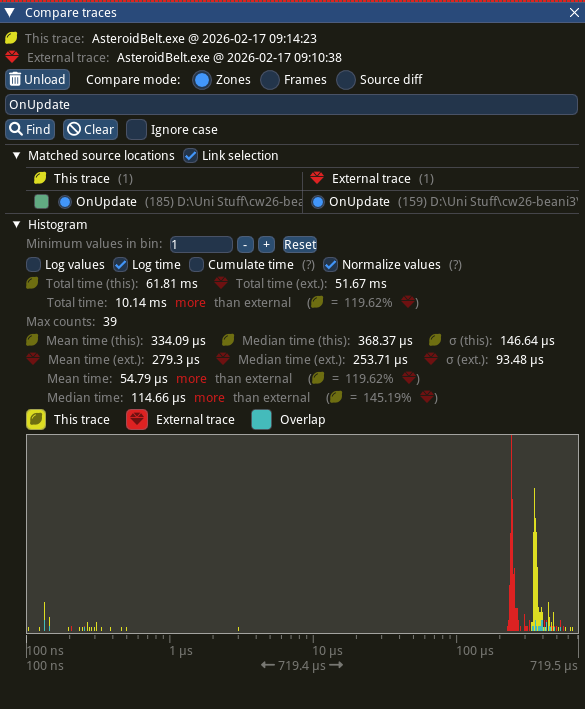 Compare traces
This trace: AsteroidBelt.exe @ 2026-02-17 09:14:23
External trace: AsteroidBelt.exe @ 2026-02-17 09:10:38
Unload Compare mode: Zones Frames Source diff
OnUpdate
Find Clear Ignore case
Matched source locations Link selection
This trace (1) External trace (1)
OnUpdate (185) D:\Uni Stuff\cw26-bea OnUpdate (159) D:\Uni Stuff\cw26-beani3\
Histogram
Minimum values in bin: 1 - + Reset
Log values Log time Cumulate time (?) Normalize values (?)
Total time (this): 61.81 ms Total time (ext.): 51.67 ms
Total time: 10.14 ms more than external ( = 119.62% )
Max counts: 39
Mean time (this): 334.09 μs Median time (this): 368.37 μs σ (this): 146.64 μs
Mean time (ext.): 279.3 μs Median time (ext.): 253.71 μs σ (ext.): 93.48 μs
Mean time: 54.79 μs more than external ( = 119.62% )
Median time: 114.66 μs more than external ( = 145.19% )
This trace External trace Overlap
100 ns 1 μs 10 μs 100 μs
100 ns 719.4 μs 719.5 μs